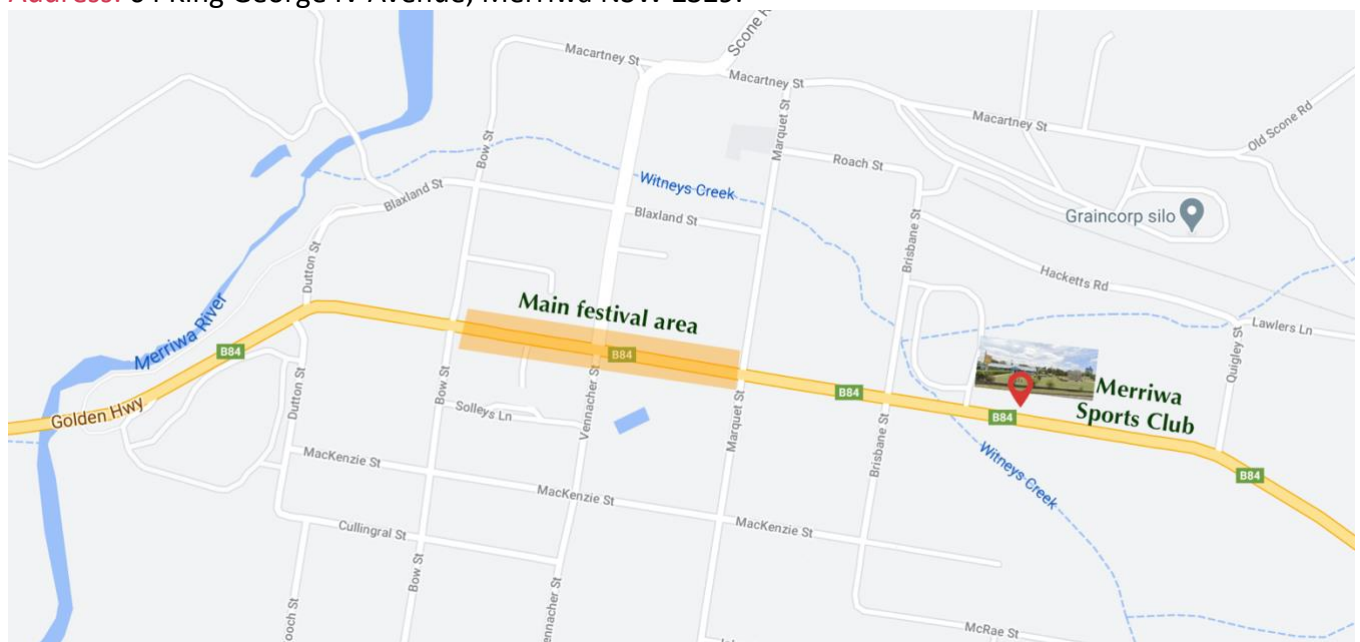 Address: King George IV Avenue, Merriwa NSW 2329.
Scone
Macartney St
Macartney St
Macartney St
Old Scone Rd
Bow St
Marquet St
Roach St
Witneys Creek
Blaxland St
Blaxland St
Graincorp silo
Brisbane St
Dutton St
Hacketts Rd
Main festival area
Merriwa River
Lawlers Ln
B84
B84
Quigley St
Golden Hwy
Dutton St
Bow St
Solleys Ln
Vennacher St
Marquet St
B84
B84
Merriwa
Sports Club
Brisbane St
Witneys Creek
B84
MacKenzie St
MacKenzie St
MacKenzie St
Cullingral St
Bow St
McRae St